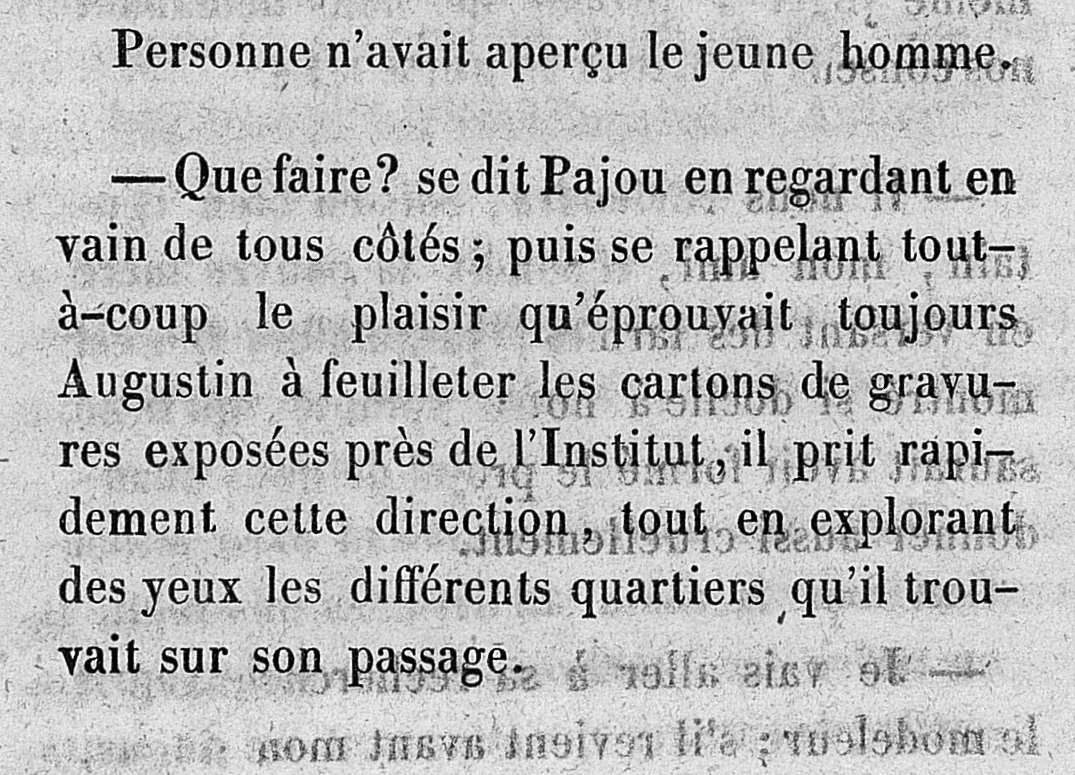 Personne n'avait aperçu le jeune homme.
— Que faire? se dit Pajou en regardant en
vain de tous côtés ; puis se rappelant tout-
à-coup le plaisir qu'éprouvait toujours
Augustin à feuilleter les cartons de gravu-
res exposées près de l'Institut, il prit rapi-
dement cette direction, tout en explorant
des yeux les différents quartiers qu'il trou-
vait sur son passage.